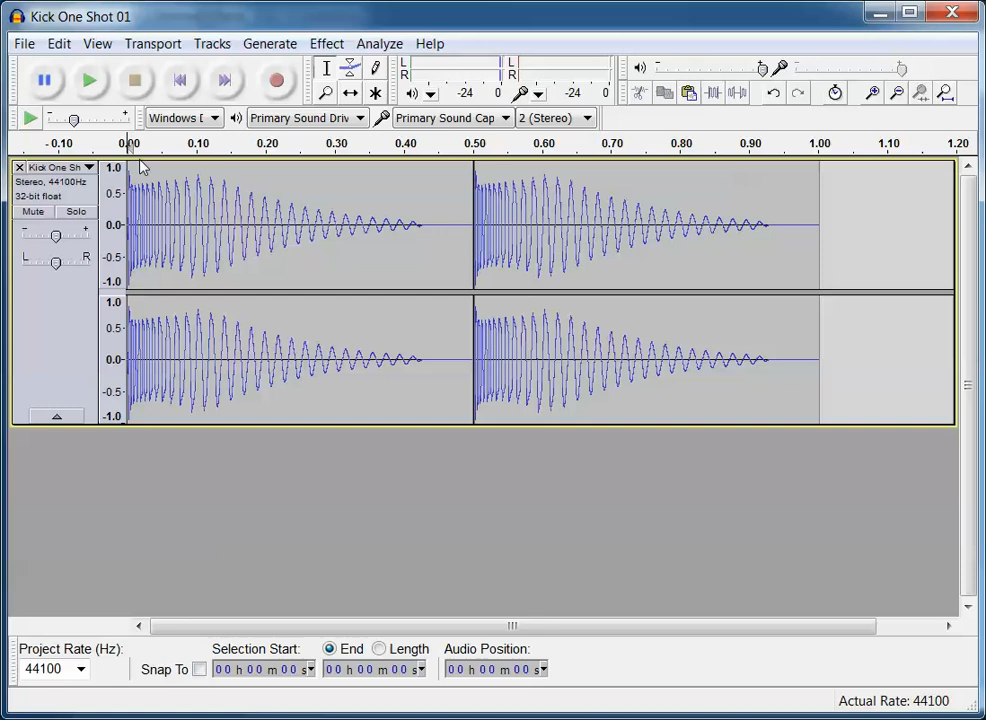 Kick One Shot 01
File Edit View Transport Tracks Generate Effect Analyze Help
L
R
-24 0
L
R
-24 0
Windows D Primary Sound Driv Primary Sound Cap 2 (Stereo)
-0.10 0.00 0.10 0.20 0.30 0.40 0.50 0.60 0.70 0.80 0.90 1.00 1.10 1.20
Kick One Sh
Stereo, 44100Hz
32-bit float
Mute Solo
- +
L R
1.0
0.5
0.0
-0.5
-1.0
1.0
0.5
0.0
-0.5
-1.0
Project Rate (Hz): Selection Start: End Length Audio Position:
44100 Snap To 00 h 00 m 00 s 00 h 00 m 00 s 00 h 00 m 00 s
Actual Rate: 44100